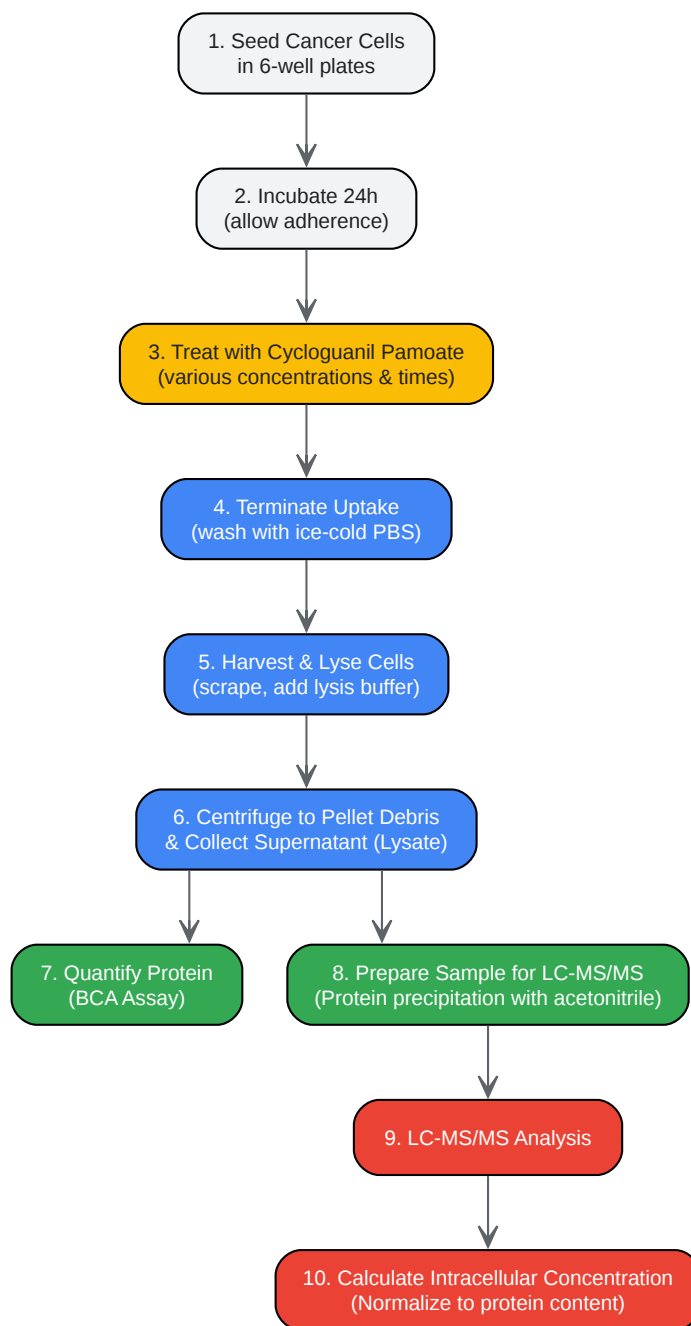 1. Seed Cancer Cells
in 6-well plates
2. Incubate 24h
(allow adherence)
3. Treat with Cycloguanil Pamoate
(various concentrations & times)
4. Terminate Uptake
(wash with ice-cold PBS)
5. Harvest & Lyse Cells
(scrape, add lysis buffer)
6. Centrifuge to Pellet Debris
& Collect Supernatant (Lysate)
7. Quantify Protein
(BCA Assay)
8. Prepare Sample for LC-MS/MS
(Protein precipitation with acetonitrile)
9. LC-MS/MS Analysis
10. Calculate Intracellular Concentration
(Normalize to protein content)